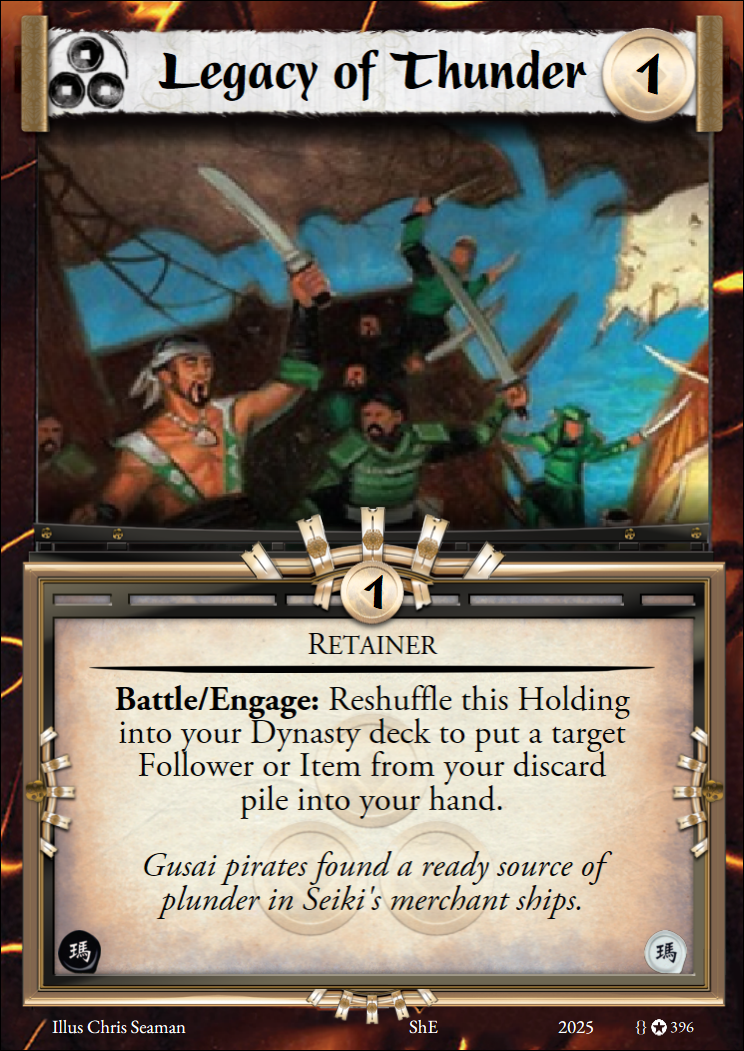 Legacy of Thunder
1
1
Retainer
Battle/Engage: Reshuffle this Holding
into your Dynasty deck to put a target
Follower or Item from your discard
pile into your hand.
Gusai pirates found a ready source of
plunder in Seiki's merchant ships.
瑪
瑪
Illus Chris Seaman
ShE
2025
{} ✪ 396